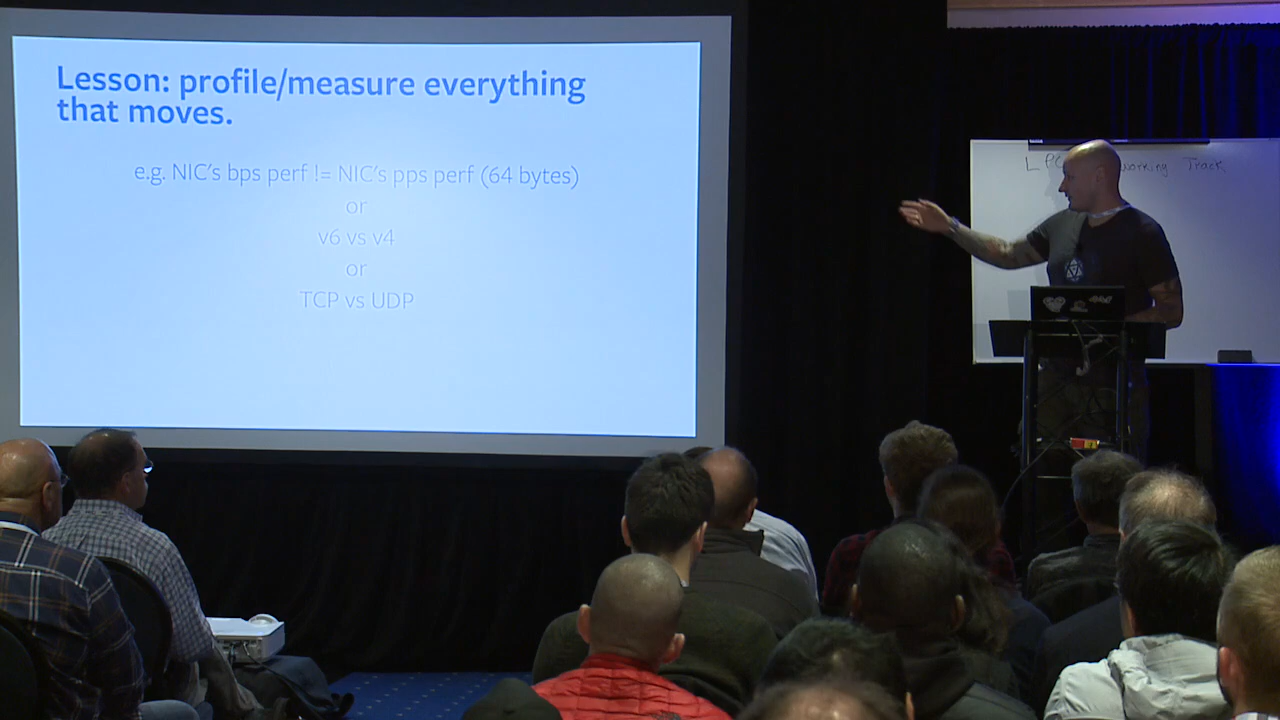 Lesson: profile/measure everything
that moves.
e.g. NIC's bps perf != NIC's pps perf (64 bytes)
or
v6 vs v4
or
TCP vs UDP
Track